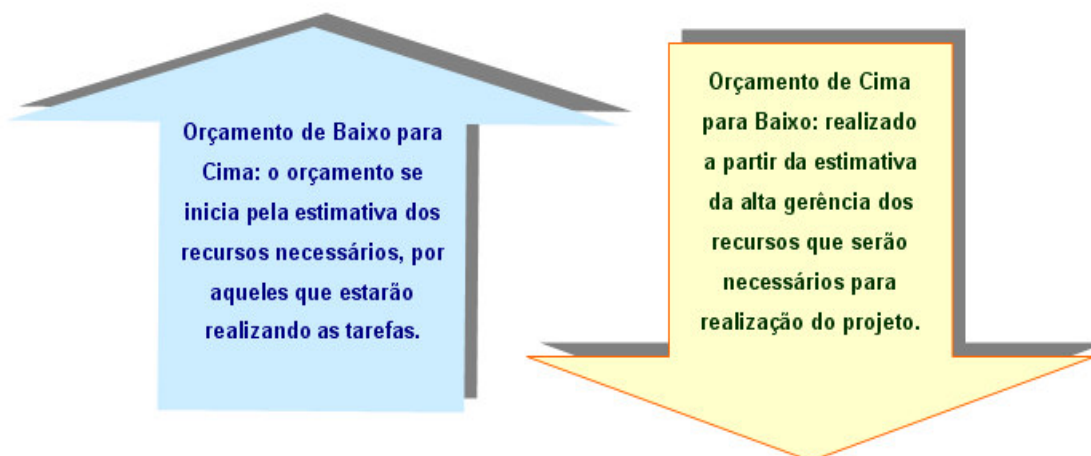 Orçamento de Baixo para
Cima: o orçamento se
inicia pela estimativa dos
recursos necessários, por
aqueles que estarão
realizando as tarefas.
Orçamento de Cima
para Baixo: realizado
a partir da estimativa
da alta gerência dos
recursos que serão
necessários para
realização do projeto.